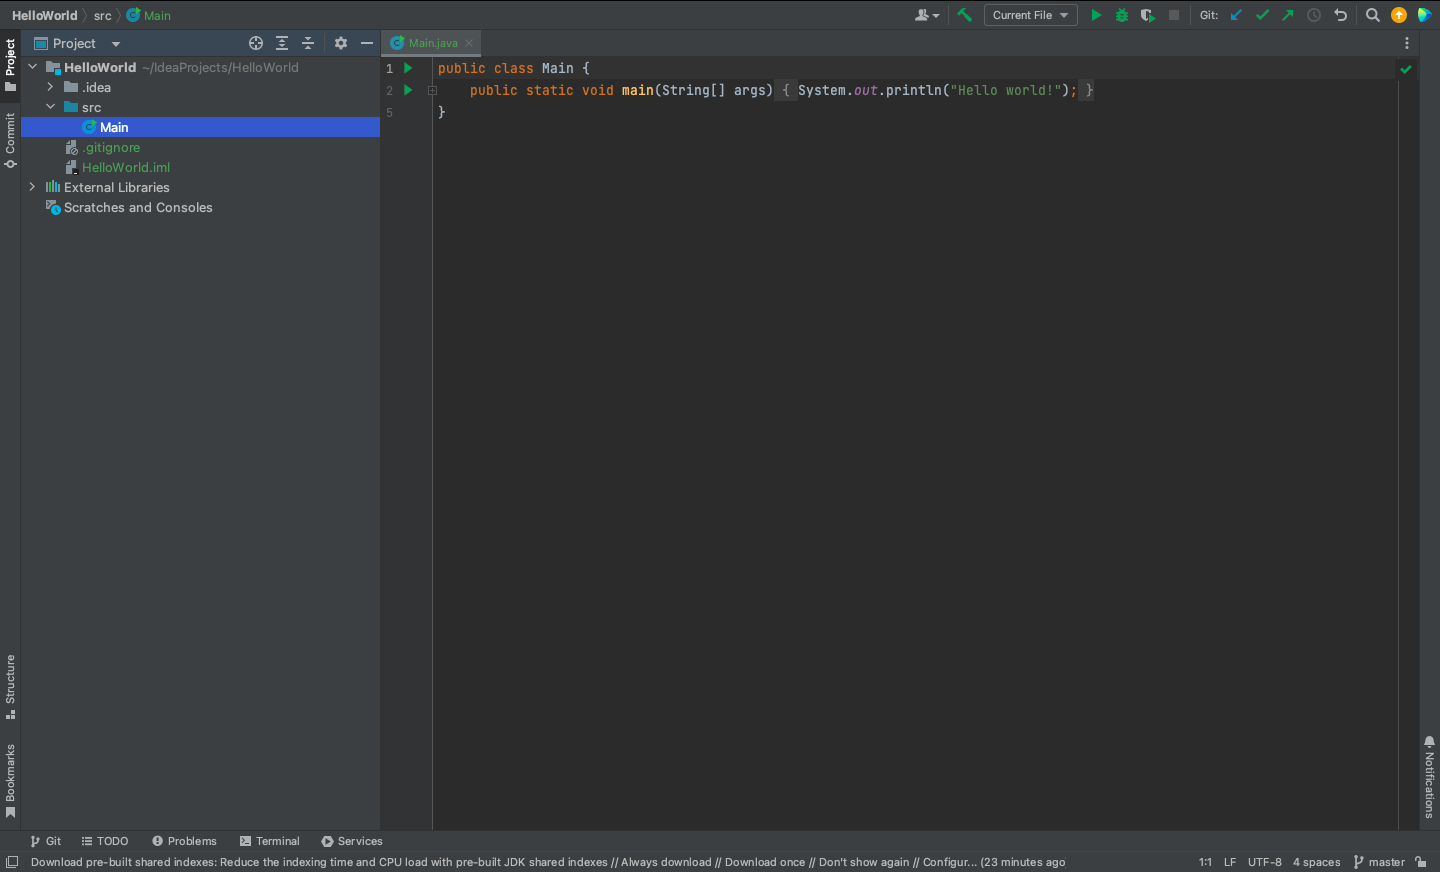 HelloWorld src Main
Current File Git:
Project
Main.java
Project
Commit
Structure
Bookmarks
HelloWorld ~/IdeaProjects/HelloWorld
.idea
src
Main
.gitignore
HelloWorld.iml
External Libraries
Scratches and Consoles
1 public class Main {
2 public static void main(String[] args) { System.out.println("Hello world!"); }
5 }
Notifications
Git TODO Problems Terminal Services
Download pre-built shared indexes: Reduce the indexing time and CPU load with pre-built JDK shared indexes // Always download // Download once // Don't show again // Configur... (23 minutes ago
1:1 LF UTF-8 4 spaces master